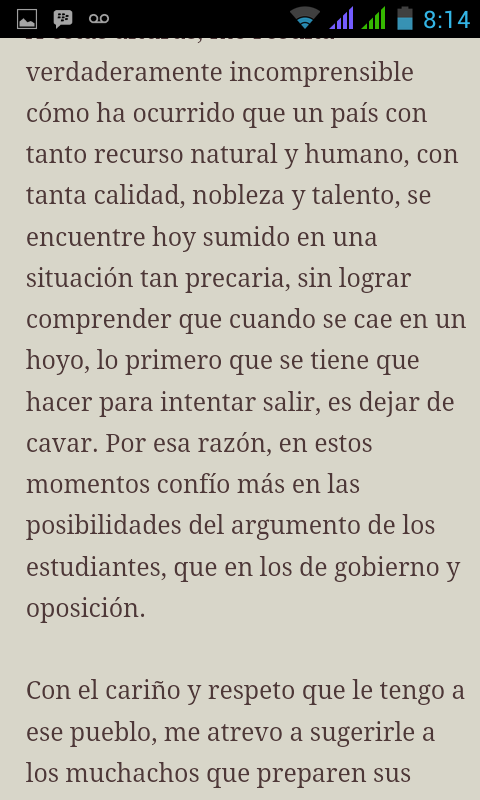 8:14
verdaderamente incomprensible
cómo ha ocurrido que un país con
tanto recurso natural y humano, con
tanta calidad, nobleza y talento, se
encuentre hoy sumido en una
situación tan precaria, sin lograr
comprender que cuando se cae en un
hoyo, lo primero que se tiene que
hacer para intentar salir, es dejar de
cavar. Por esa razón, en estos
momentos confío más en las
posibilidades del argumento de los
estudiantes, que en los de gobierno y
oposición.
Con el cariño y respeto que le tengo a
ese pueblo, me atrevo a sugerirle a
los muchachos que preparen sus